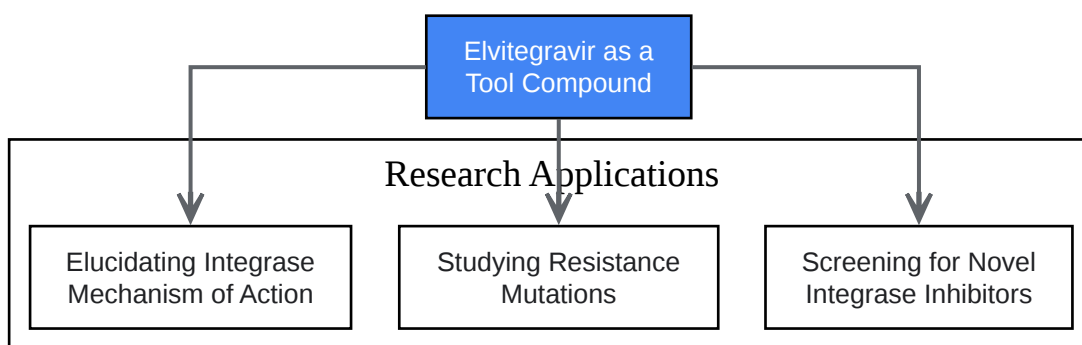 Elvitegravir as a
Tool Compound
Research Applications
Elucidating Integrase
Mechanism of Action
Studying Resistance
Mutations
Screening for Novel
Integrase Inhibitors